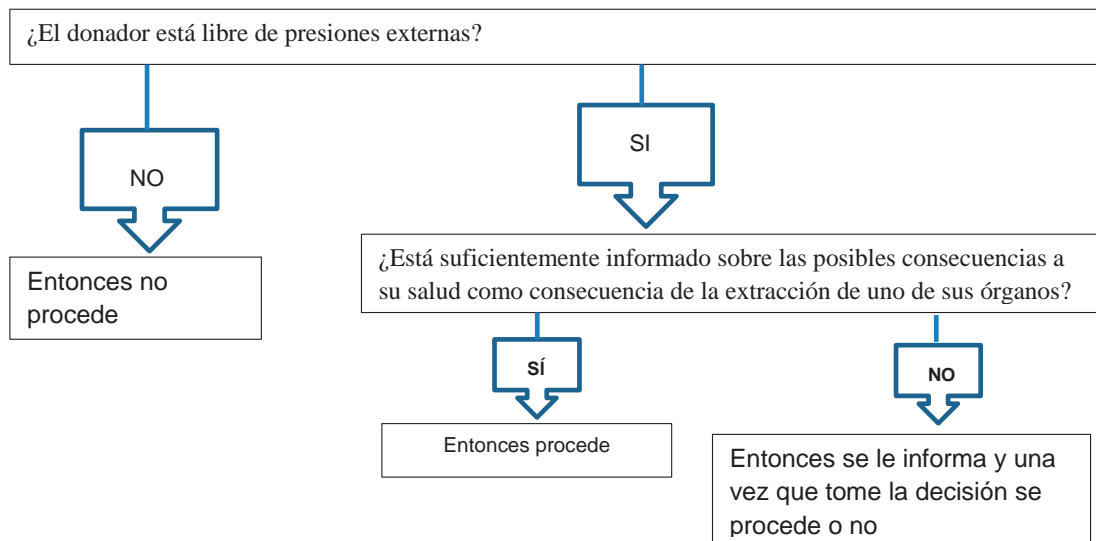 ¿El donador está libre de presiones externas?
NO
SI
Entonces no
procede
¿Está suficientemente informado sobre las posibles consecuencias a
su salud como consecuencia de la extracción de uno de sus órganos?
SÍ
NO
Entonces procede
Entonces se le informa y una
vez que tome la decisión se
procede o no